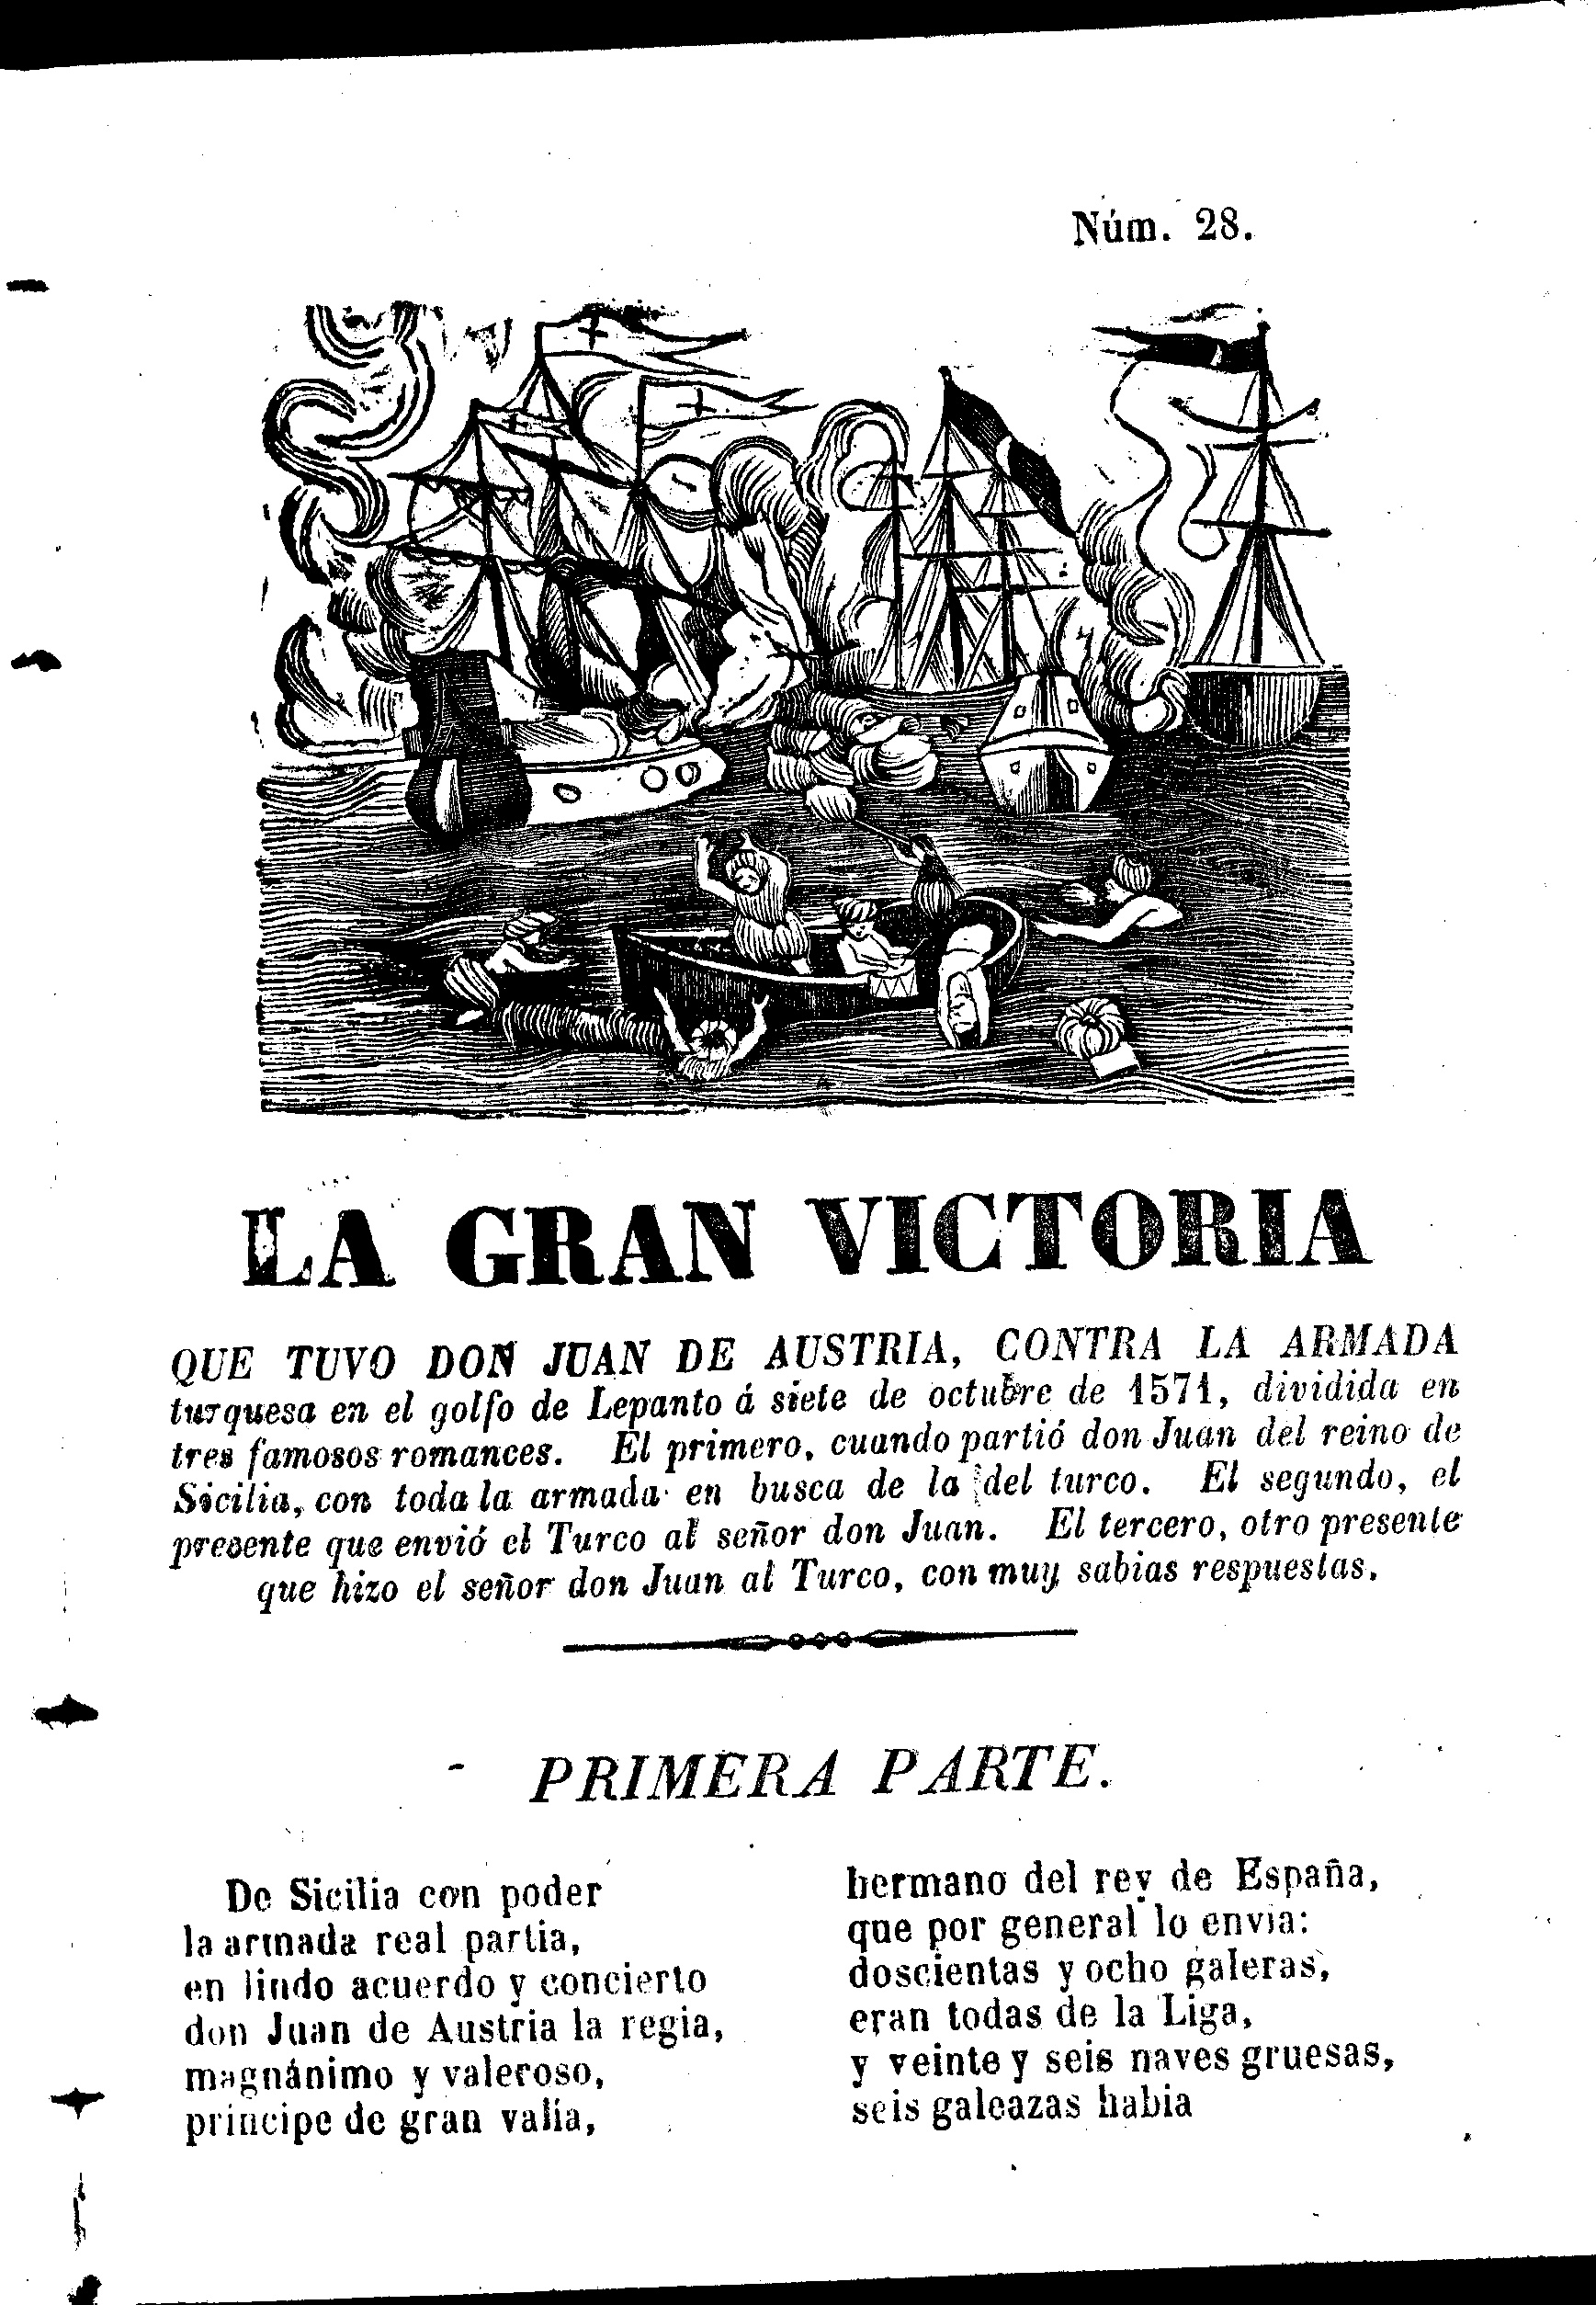 Núm. 28.
LA GRAN VICTORIA
QUE TUVO DON JUAN DE AUSTRIA, CONTRA LA ARMADA
turquesa en el golfo de Lepanto á siete de octubre de 1571, dividida en
tres famosos romances. El primero, cuando partió don Juan del reino de
Sicilia, con toda la armada en busca de la del turco. El segundo, el
presente que envió el Turco al señor don Juan. El tercero, otro presente
que hizo el señor don Juan al Turco, con muy sabias respuestas.
PRIMERA PARTE.
De Sicilia con poder
la armada real partia,
en lindo acuerdo y concierto
don Juan de Austria la regia,
magnánimo y valeroso,
principe de gran valia,
hermano del rey de España,
que por general lo envia:
doscientas y ocho galeras,
eran todas de la Liga,
y veinte y seis naves gruesas,
seis galeazas habia